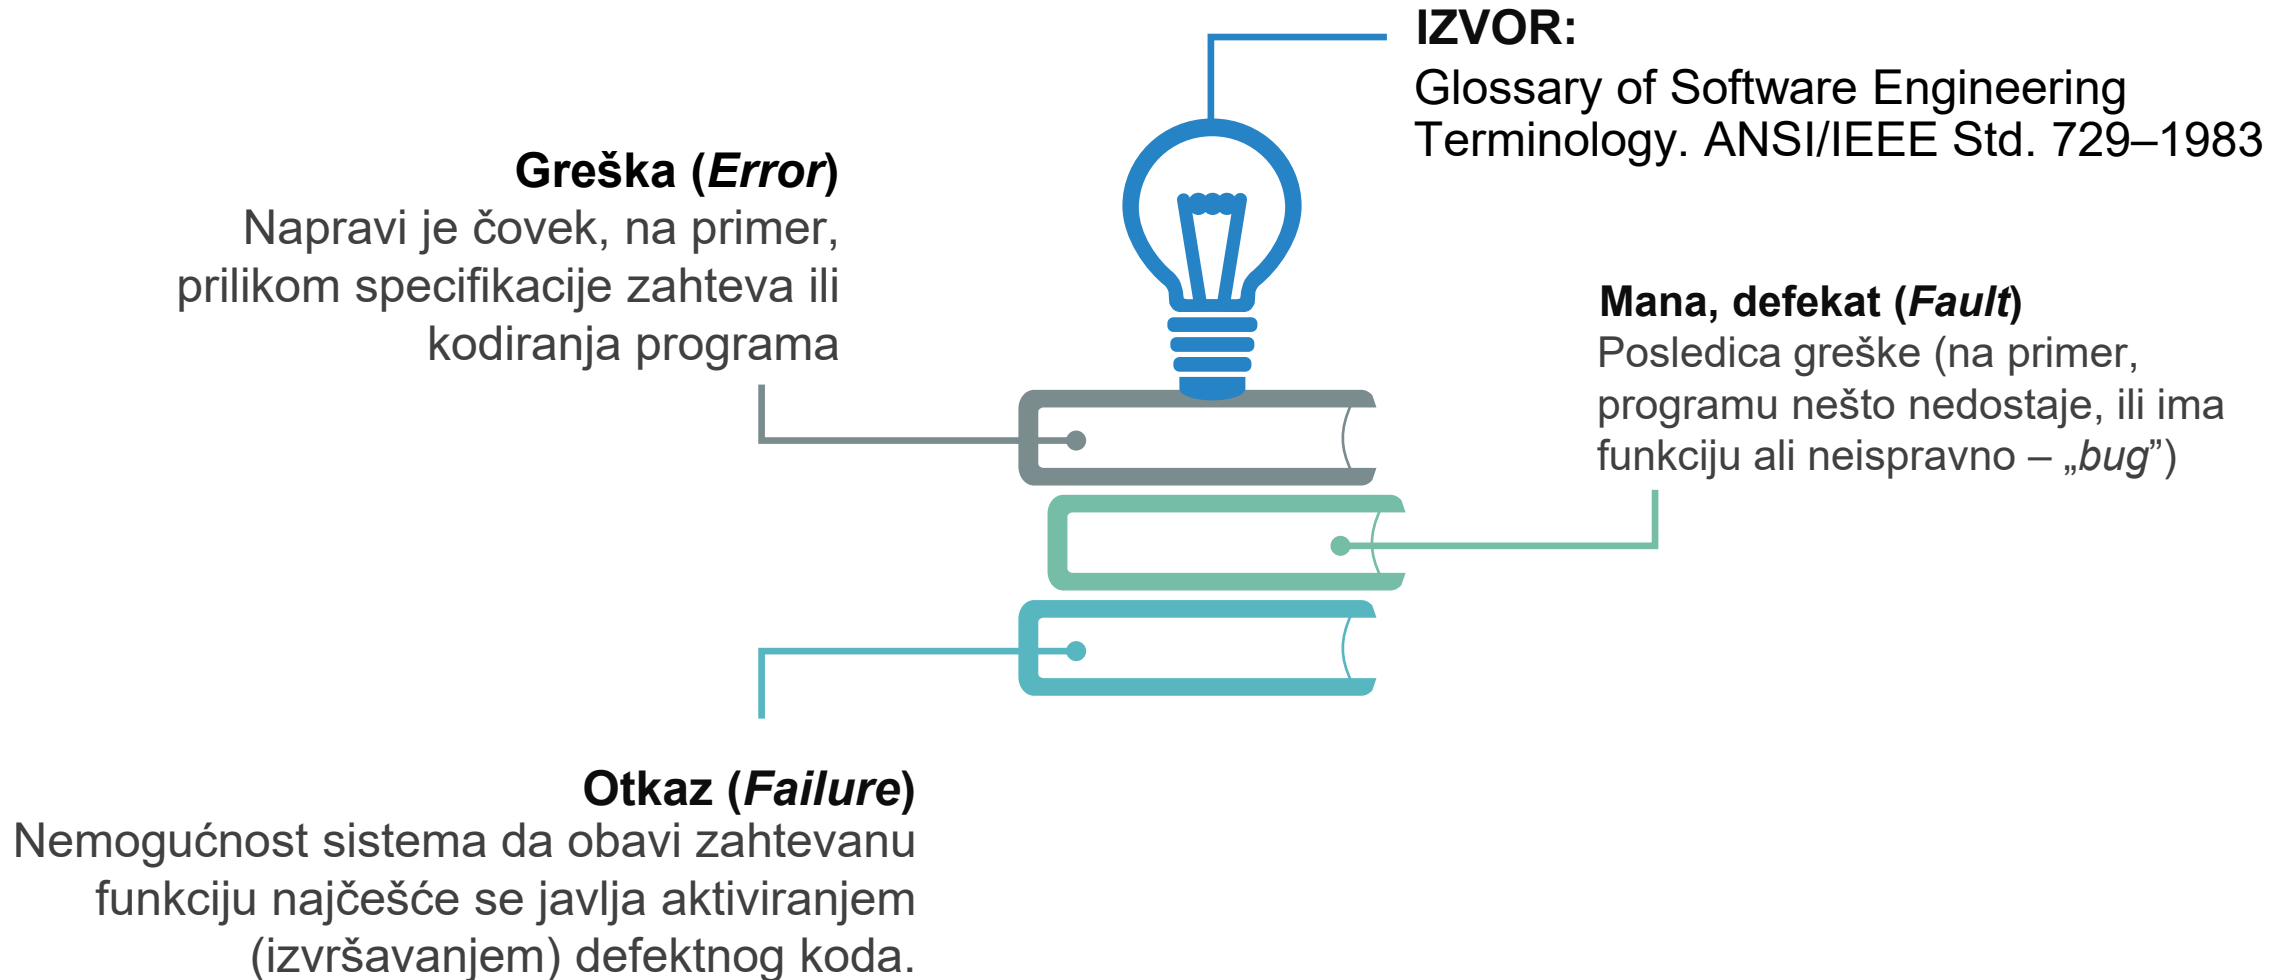 IZVOR:
Glossary of Software Engineering
Terminology. ANSI/IEEE Std. 729–1983
Greška (Error)
Napravi je čovek, na primer,
prilikom specifikacije zahteva ili
kodiranja programa
Mana, defekat (Fault)
Posledica greške (na primer,
programu nešto nedostaje, ili ima
funkciju ali neispravno – „bug”)
Otkaz (Failure)
Nemogućnost sistema da obavi zahtevanu
funkciju najčešće se javlja aktiviranjem
(izvršavanjem) defektnog koda.